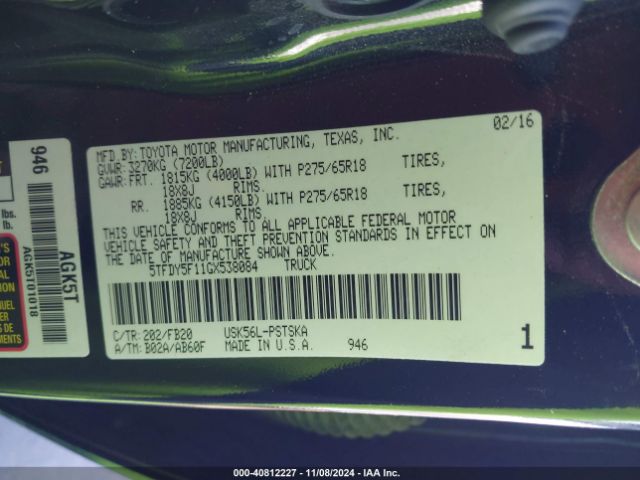 MFD.BY: TOYOTA MOTOR MANUFACTURING, TEXAS, INC. 02/16
GVWR: 3270KG (7200LB)
GAWR: FRT. 1815KG (4000LB) WITH P275/65R18 TIRES,
18X8J RIMS.
RR. 1885KG (4150LB) WITH P275/65R18 TIRES,
18X8J RIMS.
THIS VEHICLE CONFORMS TO ALL APPLICABLE FEDERAL MOTOR
VEHICLE SAFETY AND THEFT PREVENTION STANDARDS IN EFFECT ON
THE DATE OF MANUFACTURE SHOWN ABOVE.
5TFDY5F11GX538084 TRUCK
C/TR: 202/FB20 USK56L-PSTSKA
A/TM: B02A/AB60F MADE IN U.S.A. 946 1
946
AGK5T
AGK5101018
lbs.
lb.
000-40812227 - 11/08/2024 - IAA Inc.